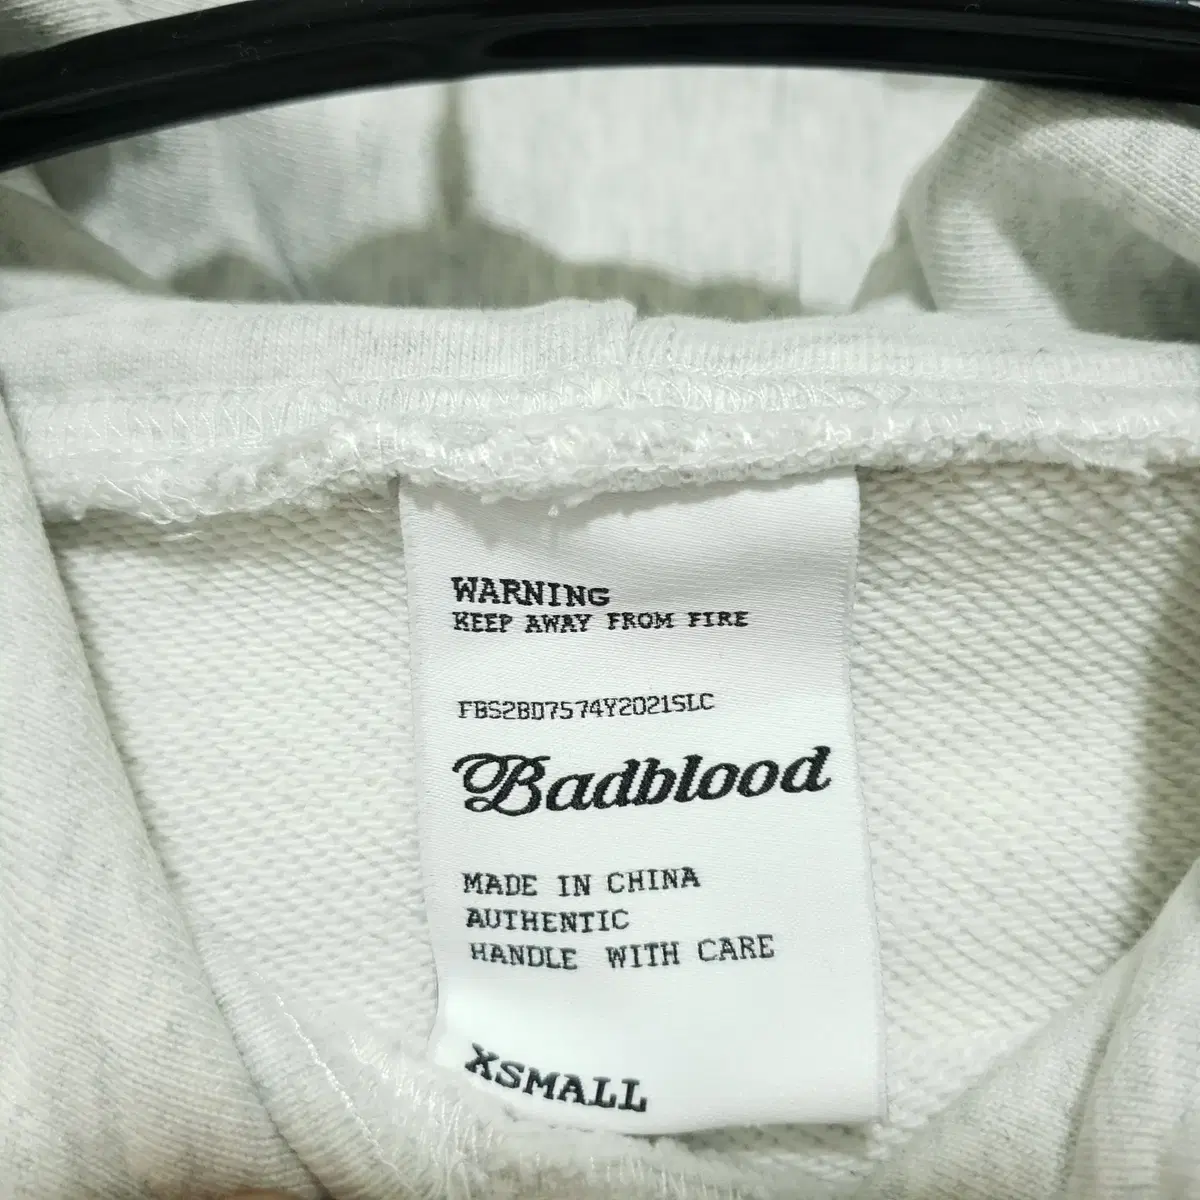 WARNING
KEEP AWAY FROM FIRE
FBS2BD7574Y2021SLC
Badblood
MADE IN CHINA
AUTHENTIC
HANDLE WITH CARE
XSMALL